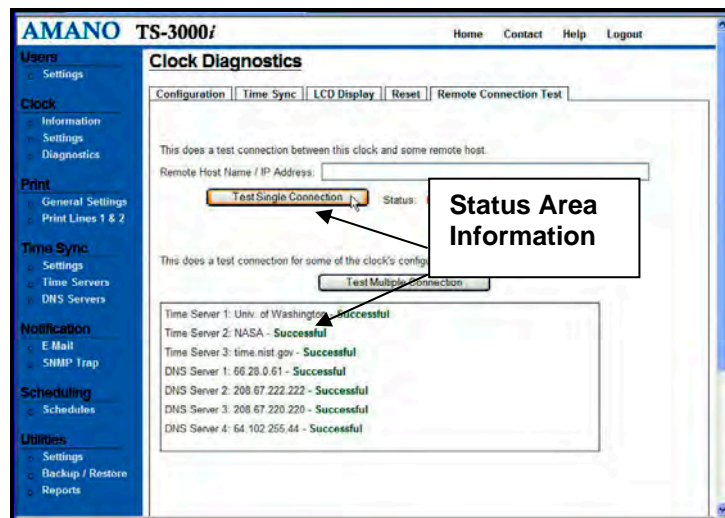 AMANO TS-3000i
Home Contact Help Logout
Users
Settings
Clock
Information
Settings
Diagnostics
Print
General Settings
Print Lines 1 & 2
Time Sync
Settings
Time Servers
DNS Servers
Notification
E-Mail
SNMP Trap
Scheduling
Schedules
Utilities
Settings
Backup / Restore
Reports
Clock Diagnostics
Configuration Time Sync LCD Display Reset Remote Connection Test
This does a test connection between this clock and some remote host.
Remote Host Name / IP Address:
Test Single Connection Status:
Status Area
Information
This does a test connection for some of the clock's
Test Multiple Connection
Time Server 1: Univ. of Washington - Successful
Time Server 2: NASA - Successful
Time Server 3: time.nist.gov - Successful
DNS Server 1: 66.28.0.61 - Successful
DNS Server 2: 208.67.222.222 - Successful
DNS Server 3: 208.67.220.220 - Successful
DNS Server 4: 64.102.255.44 - Successful